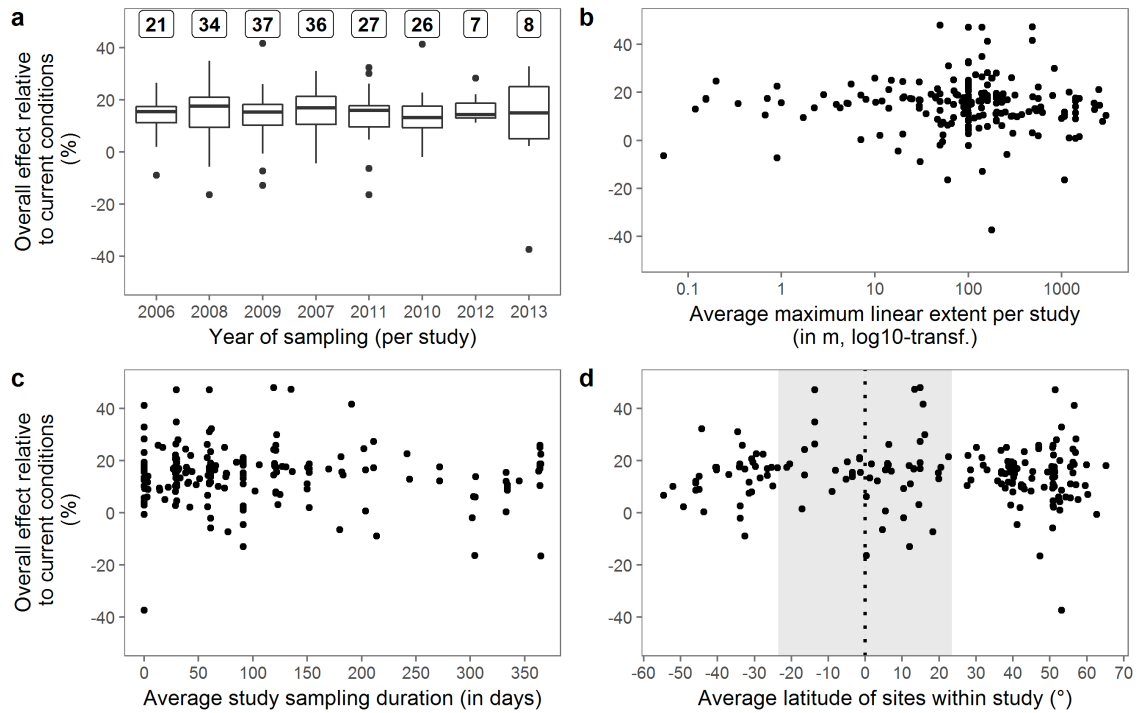 a
21 34 37 36 27 26 7 8
40
20
0
-20
-40
Overall effect relative
to current conditions
(%)
2006 2008 2009 2007 2011 2010 2012 2013
Year of sampling (per study)
b
40
20
0
-20
-40
0.1 1 10 100 1000
Average maximum linear extent per study
(in m, log10-transf.)
c
40
20
0
-20
-40
Overall effect relative
to current conditions
(%)
0 50 100 150 200 250 300 350
Average study sampling duration (in days)
d
40
20
0
-20
-40
-60 -50 -40 -30 -20 -10 0 10 20 30 40 50 60 70
Average latitude of sites within study (°)